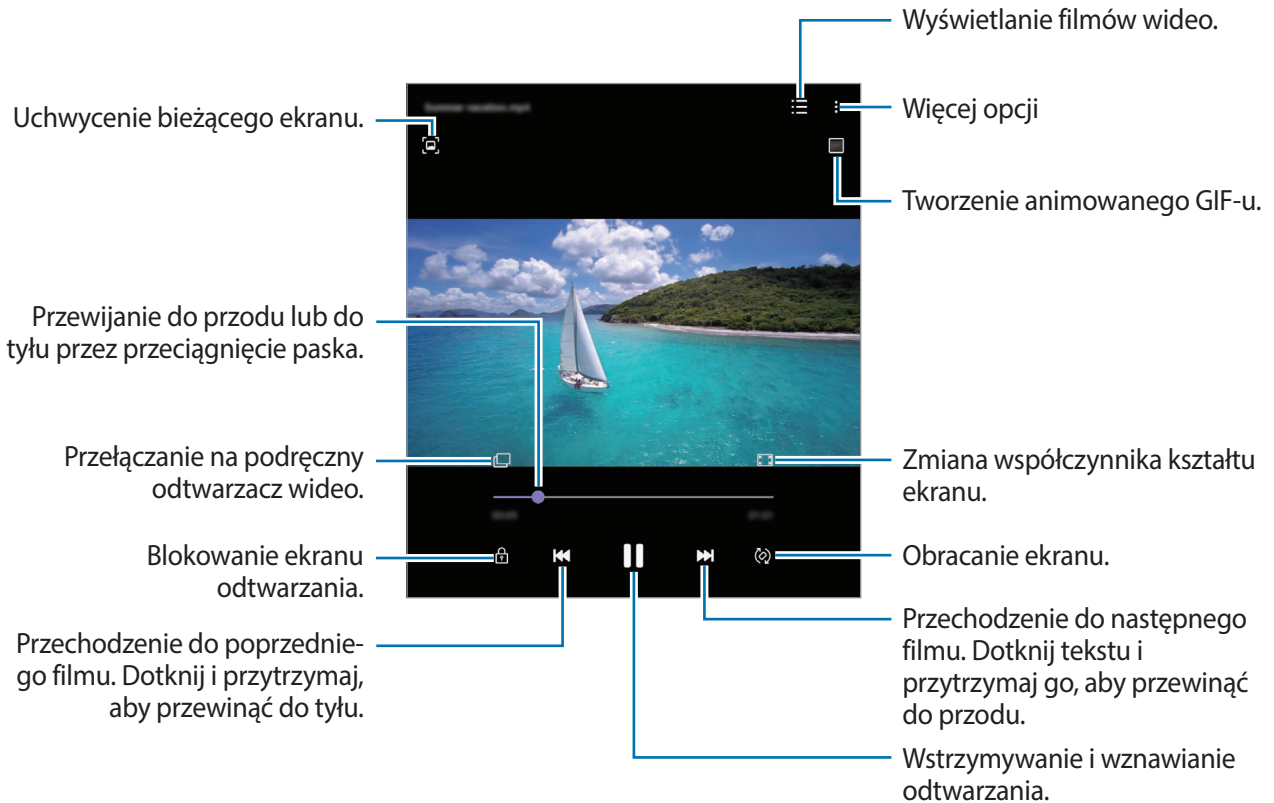 Wyświetlanie filmów wideo.
Uchwycenie bieżącego ekranu.
Więcej opcji
Tworzenie animowanego GIF-u.
Przewijanie do przodu lub do
tyłu przez przeciągnięcie paska.
Przełączanie na podręczny
odtwarzacz wideo.
Zmiana współczynnika kształtu
ekranu.
Blokowanie ekranu
odtwarzania.
Obracanie ekranu.
Przechodzenie do poprzednie-
go filmu. Dotknij i przytrzymaj,
aby przewinąć do tyłu.
Przechodzenie do następnego
filmu. Dotknij tekstu i
przytrzymaj go, aby przewinąć
do przodu.
Wstrzymywanie i wznawianie
odtwarzania.